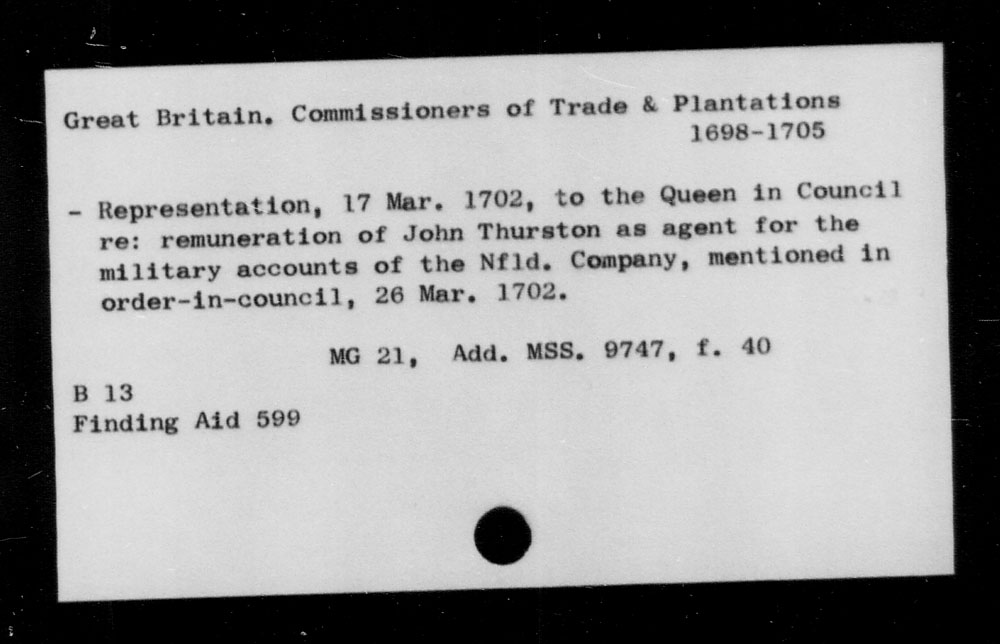 Great Britain. Commissioners of Trade & Plantations
1698-1705
- Representation, 17 Mar. 1702, to the Queen in Council
re: remuneration of John Thurston as agent for the
military accounts of the Nfld. Company, mentioned in
order-in-council, 26 Mar. 1702.
MG 21, Add. MSS. 9747, f. 40
B 13
Finding Aid 599